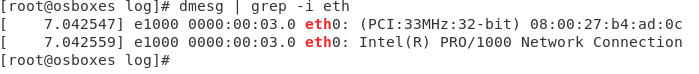 [root@osboxes log]# dmesg | grep -i eth
[    7.042547] e1000 0000:00:03.0 eth0: (PCI:33MHz:32-bit) 08:00:27:b4:ad:0c
[    7.042559] e1000 0000:00:03.0 eth0: Intel(R) PRO/1000 Network Connection
[root@osboxes log]#